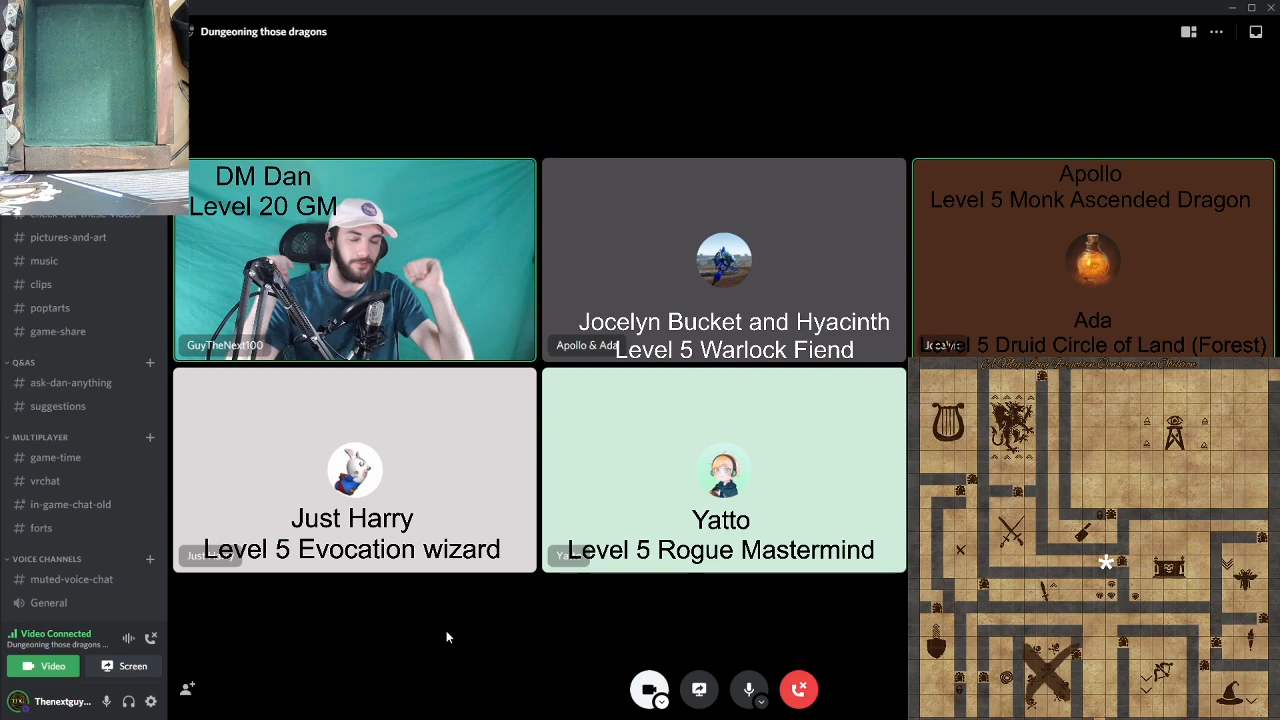 Dungeoning those dragons
DM Dan
Level 20 GM
GuyTheNext100
Jocelyn Bucket and Hyacinth
Level 5 Warlock Fiend
Apollo & Ada
Apollo
Level 5 Monk Ascended Dragon
Ada
Level 5 Druid Circle of Land (Forest)
Just Harry
Level 5 Evocation wizard
Yatto
Level 5 Rogue Mastermind
# pictures-and-art
# music
# clips
# poptarts
# game-share
Q&AS
# ask-dan-anything
# suggestions
MULTIPLAYER
# game-time
# vrchat
# in-game-chat-old
# forts
VOICE CHANNELS
# muted-voice-chat
General
Video Connected
Dungeoning those dragons ...
Video
Screen
Thenextguy...